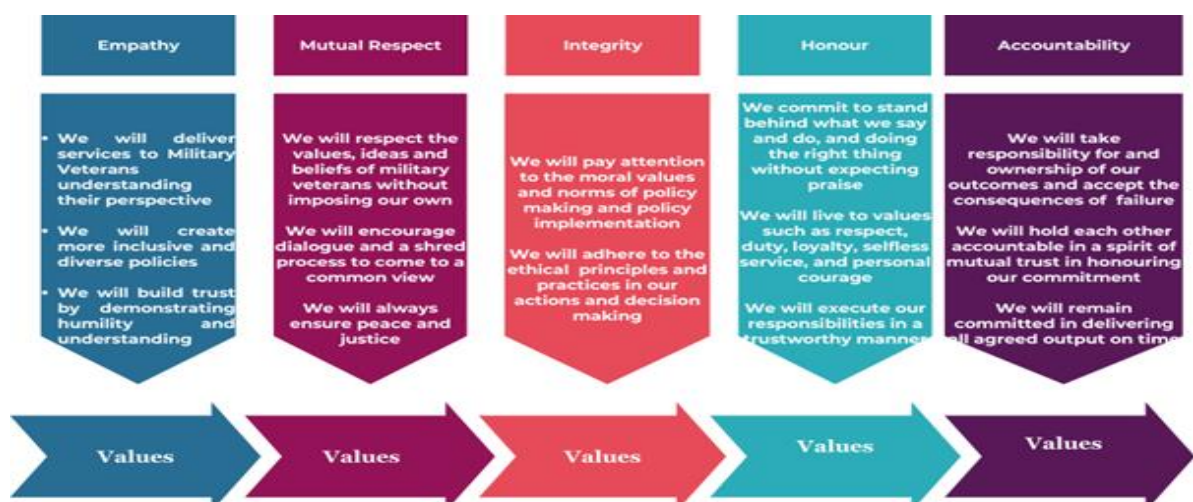 Empathy
• We will deliver
services to Military
Veterans
understanding
their perspective
• We will create
more inclusive and
diverse policies
• We will build trust
by demonstrating
humility and
understanding
Values
Mutual Respect
We will respect the
values, ideas and
beliefs of military
veterans without
imposing our own
We will encourage
dialogue and a shred
process to come to a
common view
We will always
ensure peace and
justice
Values
Integrity
We will pay attention
to the moral values
and norms of policy
making and policy
implementation
We will adhere to the
ethical principles and
practices in our
actions and decision
making
Values
Honour
We commit to stand
behind what we say
and do, and doing
the right thing
without expecting
praise
We will live to values
such as respect,
duty, loyalty, selfless
service, and personal
courage
We will execute our
responsibilities in a
trustworthy manner
Values
Accountability
We will take
responsibility for and
ownership of our
outcomes and accept the
consequences of failure
We will hold each other
accountable in a spirit of
mutual trust in honouring
our commitment
We will remain
committed in delivering
all agreed output on time
Values